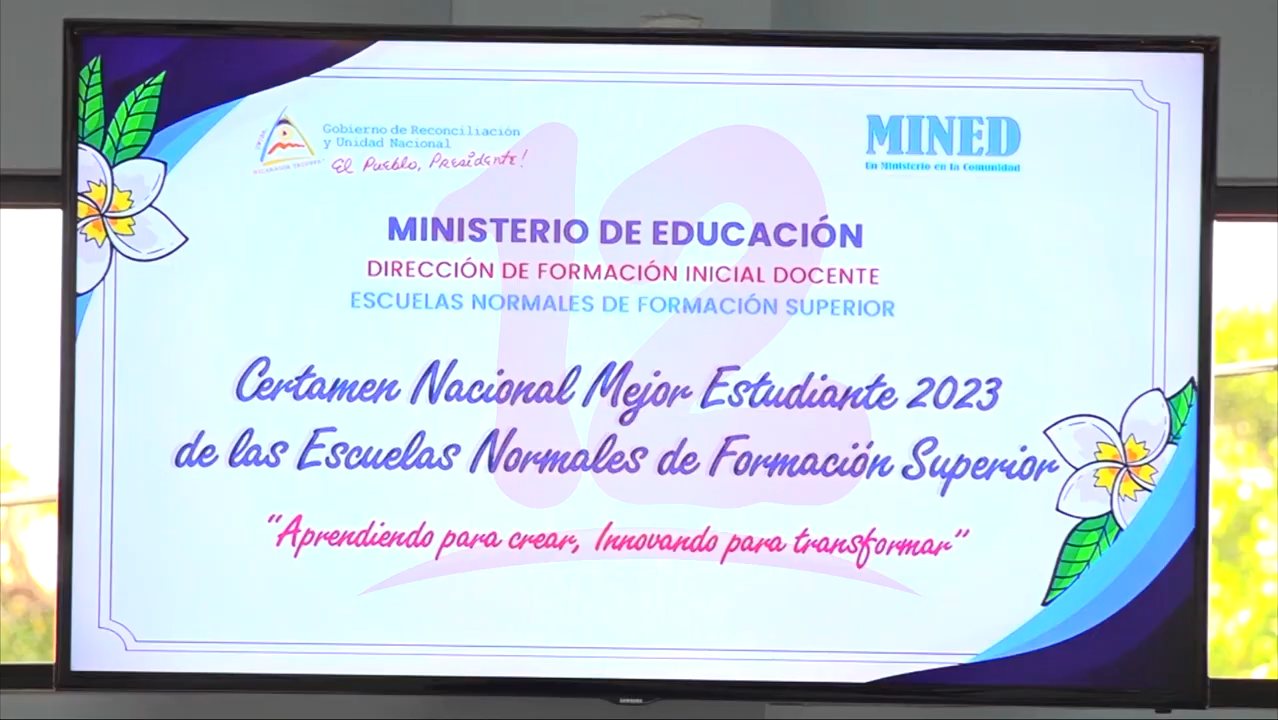 Gobierno de Reconciliación
y Unidad Nacional
El Pueblo, Presidente!
MINED
Un Ministerio en la Comunidad
12
MINISTERIO DE EDUCACIÓN
DIRECCIÓN DE FORMACIÓN INICIAL DOCENTE
ESCUELAS NORMALES DE FORMACIÓN SUPERIOR
Certamen Nacional Mejor Estudiante 2023
de las Escuelas Normales de Formación Superior
"Aprendiendo para crear, Innovando para transformar"
SAMSUNG